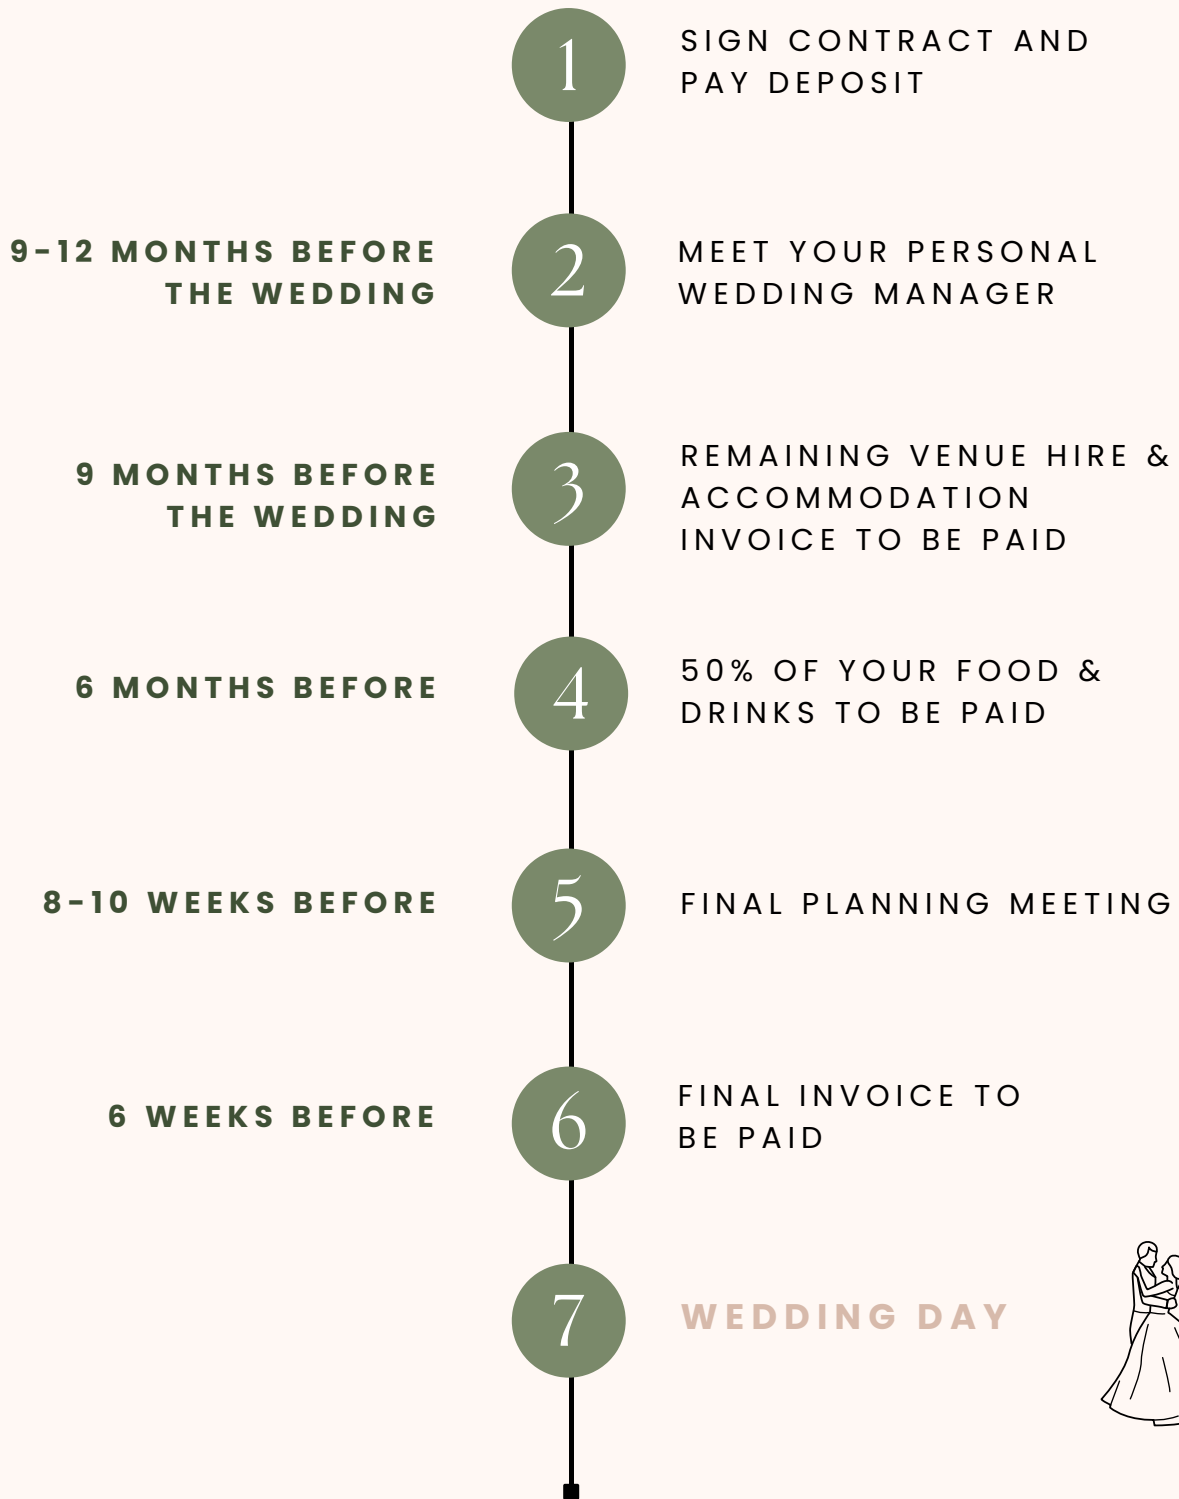 1
SIGN CONTRACT AND
PAY DEPOSIT
9-12 MONTHS BEFORE
THE WEDDING
2
MEET YOUR PERSONAL
WEDDING MANAGER
9 MONTHS BEFORE
THE WEDDING
3
REMAINING VENUE HIRE &
ACCOMMODATION
INVOICE TO BE PAID
6 MONTHS BEFORE
4
50% OF YOUR FOOD &
DRINKS TO BE PAID
8-10 WEEKS BEFORE
5
FINAL PLANNING MEETING
6 WEEKS BEFORE
6
FINAL INVOICE TO
BE PAID
7
WEDDING DAY